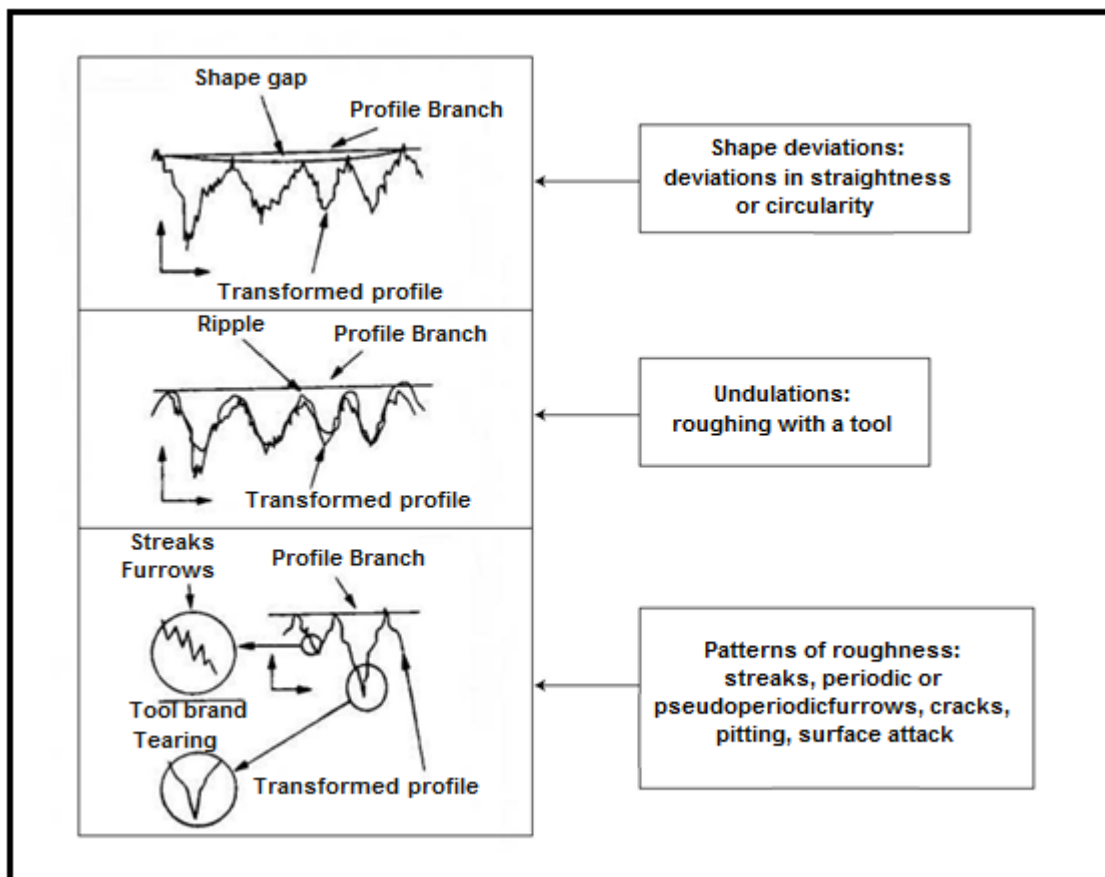 Shape gap
Profile Branch
Transformed profile
Shape deviations:
deviations in straightness
or circularity
Ripple
Profile Branch
Transformed profile
Undulations:
roughing with a tool
Streaks
Furrows
Profile Branch
Tool brand
Tearing
Transformed profile
Patterns of roughness:
streaks, periodic or
pseudoperiodicfurrows, cracks,
pitting, surface attack